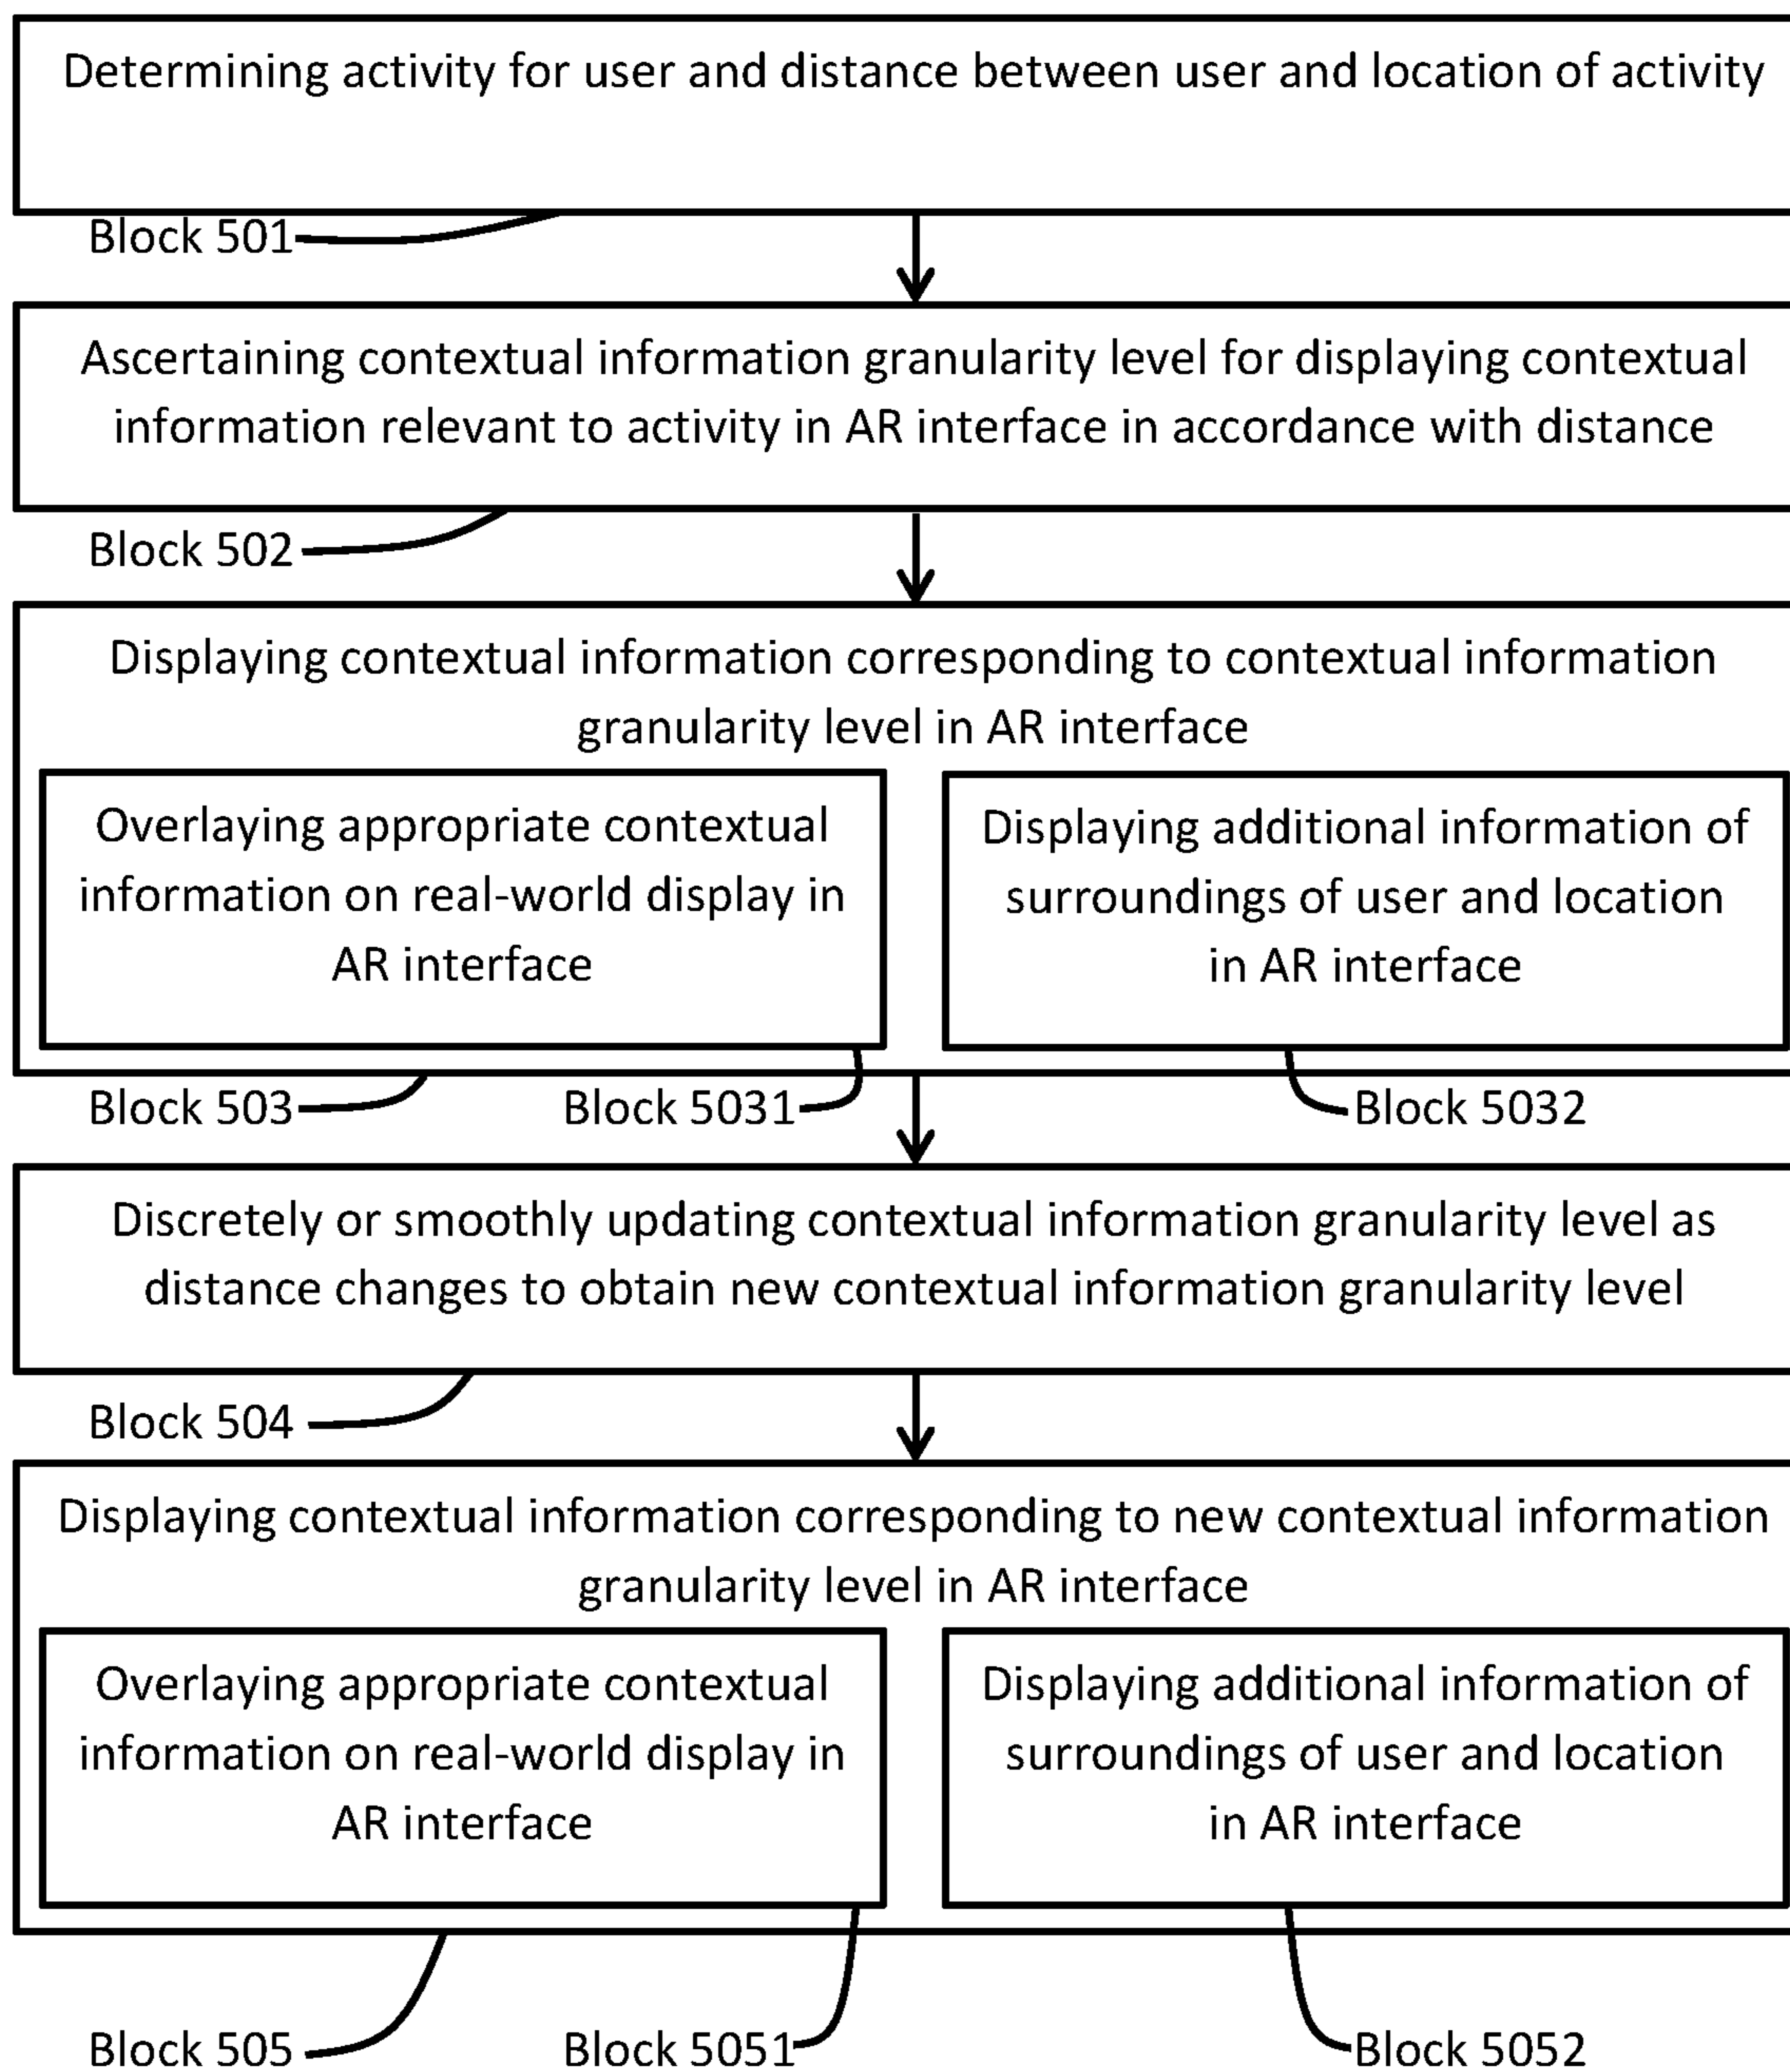 Determining activity for user and distance between user and location of activity
Block 501
Ascertaining contextual information granularity level for displaying contextual
information relevant to activity in AR interface in accordance with distance
Block 502
Displaying contextual information corresponding to contextual information
granularity level in AR interface
Overlaying appropriate contextual
information on real-world display in
AR interface
Displaying additional information of
surroundings of user and location
in AR interface
Block 503
Block 5031
Block 5032
Discretely or smoothly updating contextual information granularity level as
distance changes to obtain new contextual information granularity level
Block 504
Displaying contextual information corresponding to new contextual information
granularity level in AR interface
Overlaying appropriate contextual
information on real-world display in
AR interface
Displaying additional information of
surroundings of user and location
in AR interface
Block 505
Block 5051
Block 5052